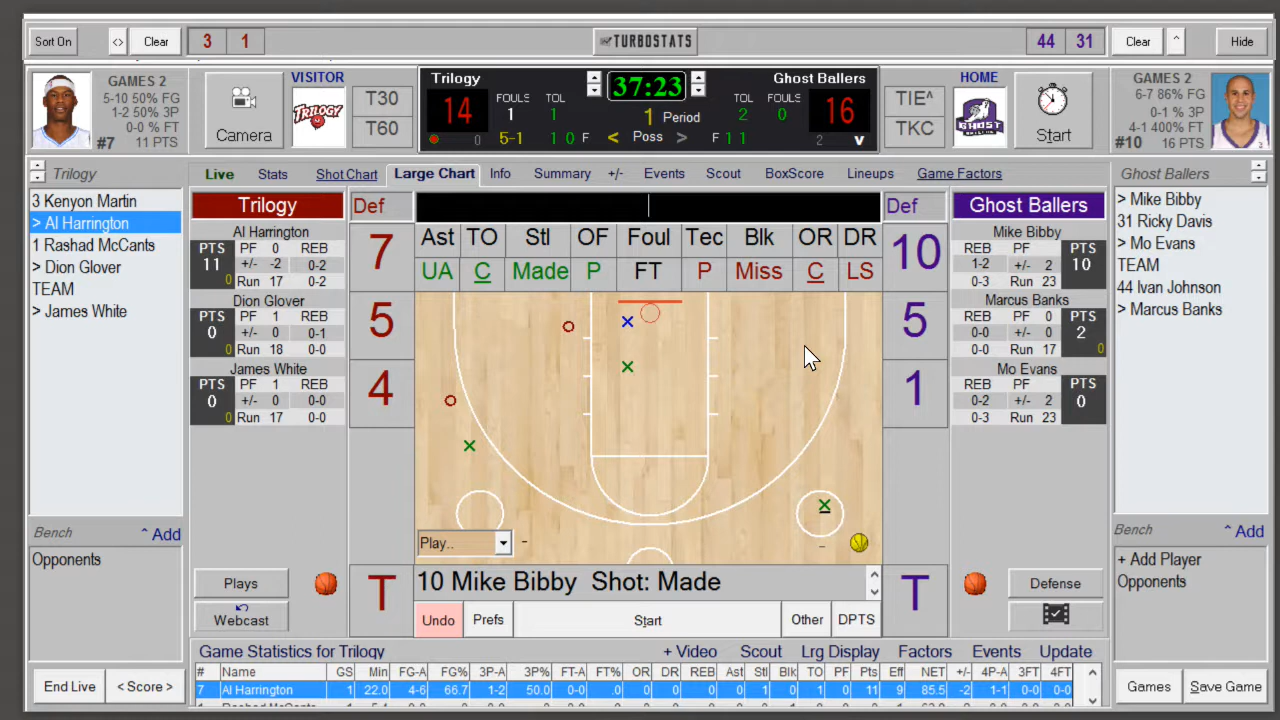 Sort On <> Clear 3 1 TURBOSTATS 44 31 Clear ^ Hide
GAMES 2
5-10 50% FG
1-2 50% 3P
0-0 % FT
#7 11 PTS
Camera
VISITOR
TRILOGY
T30
T60
Trilogy 37:23 Ghost Ballers
14 FOULS TOL TOL FOULS 16
1 1 1 Period 2 0
0 5-1 1 0 F < Poss > F 1 1 2 v
TIE^
TKC
HOME
GHOST
Start
GAMES 2
6-7 86% FG
0-1 % 3P
4-1 400% FT
#10 16 PTS
Live Stats Shot Chart Large Chart Info Summary +/- Events Scout BoxScore Lineups Game Factors
Trilogy
3 Kenyon Martin
> Al Harrington
1 Rashad McCants
> Dion Glover
TEAM
> James White
Bench ^ Add
Opponents
End Live < Score >
Trilogy
Al Harrington
PTS PF 0 REB
11 +/- -2 0-2
0 Run 17 0-2
Dion Glover
PTS PF 1 REB
0 +/- 0 0-1
0 Run 18 0-0
James White
PTS PF 1 REB
0 +/- 0 0-0
0 Run 17 0-0
Plays
Webcast
Def
7
5
4
T
Ast TO Stl OF Foul Tec Blk OR DR
UA C Made P FT P Miss C LS
Play.. -
10 Mike Bibby Shot: Made
Undo Prefs Start Other DPTS
Def
10
5
1
T
Ghost Ballers
Mike Bibby
REB PF PTS
1-2 +/- 2 10
0-3 Run 23
Marcus Banks
REB PF 0 PTS
0-0 +/- 0 2
0-0 Run 17 0
Mo Evans
REB PF PTS
0-2 +/- 2 0
0-3 Run 23
Defense
Ghost Ballers
> Mike Bibby
31 Ricky Davis
> Mo Evans
TEAM
44 Ivan Johnson
> Marcus Banks
Bench ^ Add
+ Add Player
Opponents
Games Save Game
Game Statistics for Trilogy + Video Scout Lrg Display Factors Events Update
# Name GS Min FG-A FG% 3P-A 3P% FT-A FT% OR DR REB Ast Stl Blk TO PF Pts Eff NET +/- 4P-A 3FT 4FT
7 Al Harrington 1 22.0 4-6 66.7 1-2 50.0 0-0 .0 0 0 0 0 1 0 1 0 11 9 85.5 -2 1-1 0-0 0-0